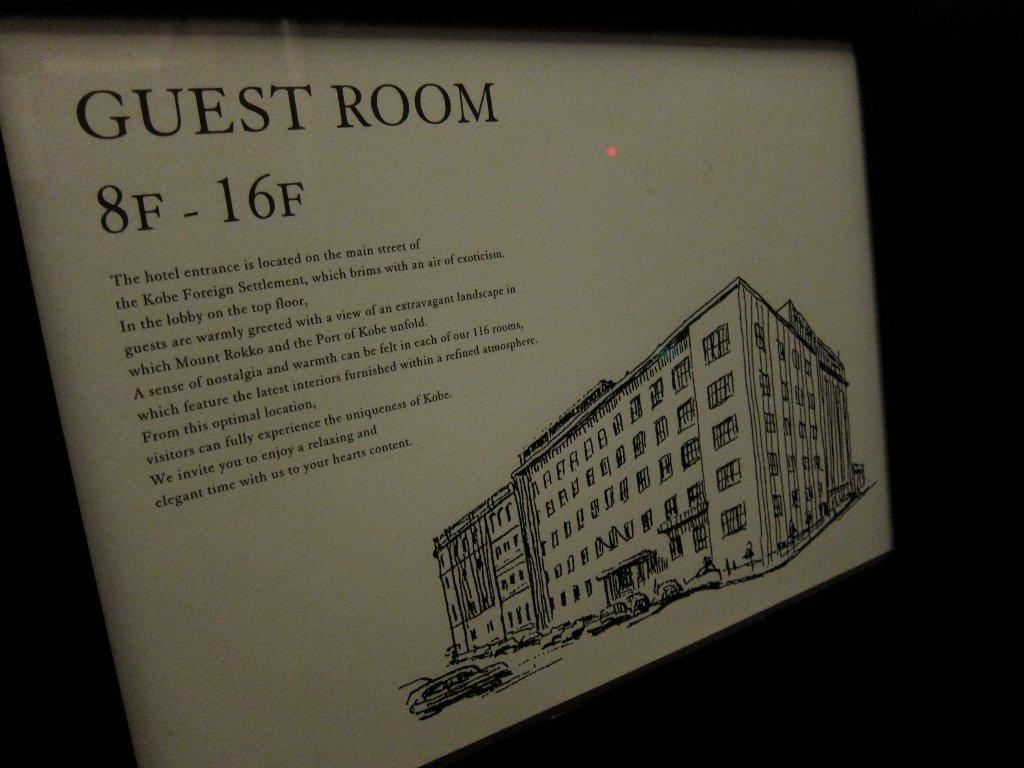 GUEST ROOM
8F - 16F
The hotel entrance is located on the main street of
the Kobe Foreign Settlement, which brims with an air of exoticism.
In the lobby on the top floor,
guests are warmly greeted with a view of an extravagant landscape in
which Mount Rokko and the Port of Kobe unfold.
A sense of nostalgia and warmth can be felt in each of our 116 rooms,
which feature the latest interiors furnished within a refined atmosphere.
From this optimal location,
visitors can fully experience the uniqueness of Kobe.
We invite you to enjoy a relaxing and
elegant time with us to your hearts content.